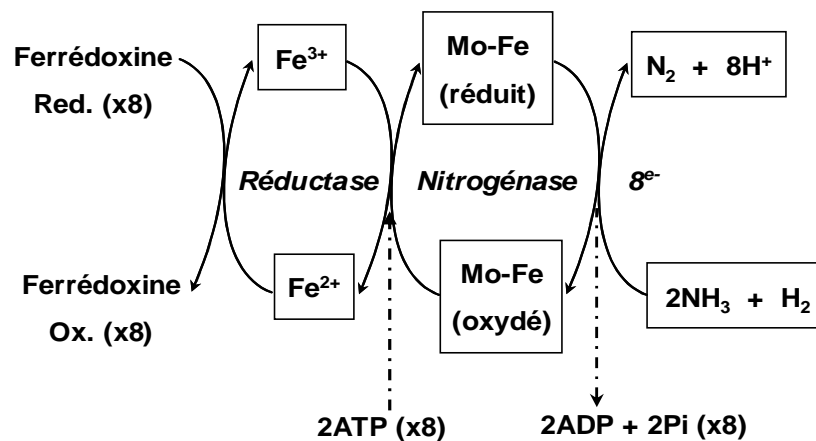 Ferrédoxine
Red. (x8)
Fe³⁺
Mo-Fe
(réduit)
N₂ + 8H⁺
Réductase
Nitrogénase
8ᵉ⁻
Ferrédoxine
Ox. (x8)
Fe²⁺
Mo-Fe
(oxydé)
2NH₃ + H₂
2ATP (x8)
2ADP + 2Pi (x8)